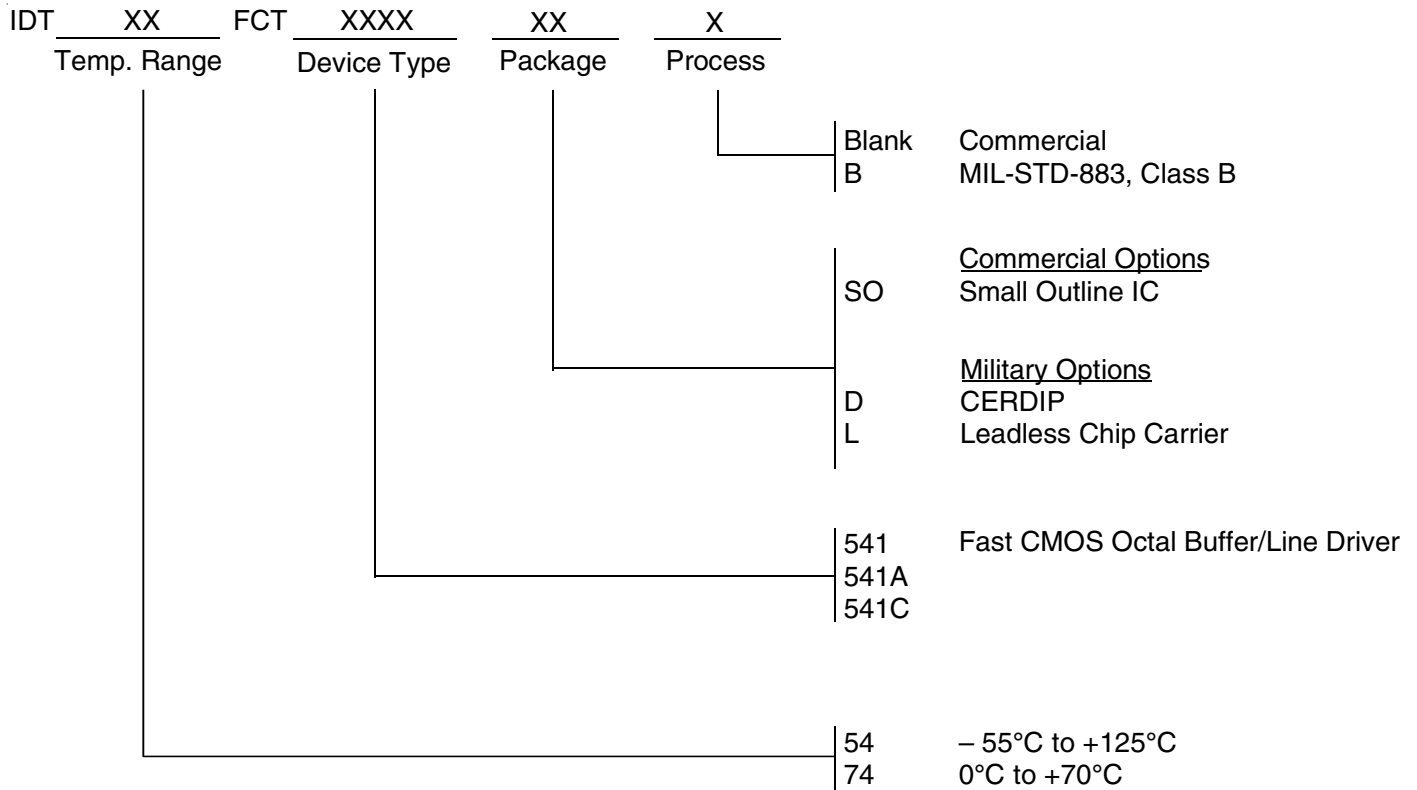 IDT XX FCT XXXX XX X
Temp. Range Device Type Package Process
Blank Commercial
B MIL-STD-883, Class B
Commercial Options
SO Small Outline IC
Military Options
D CERDIP
L Leadless Chip Carrier
541 Fast CMOS Octal Buffer/Line Driver
541A
541C
54 – 55°C to +125°C
74 0°C to +70°C